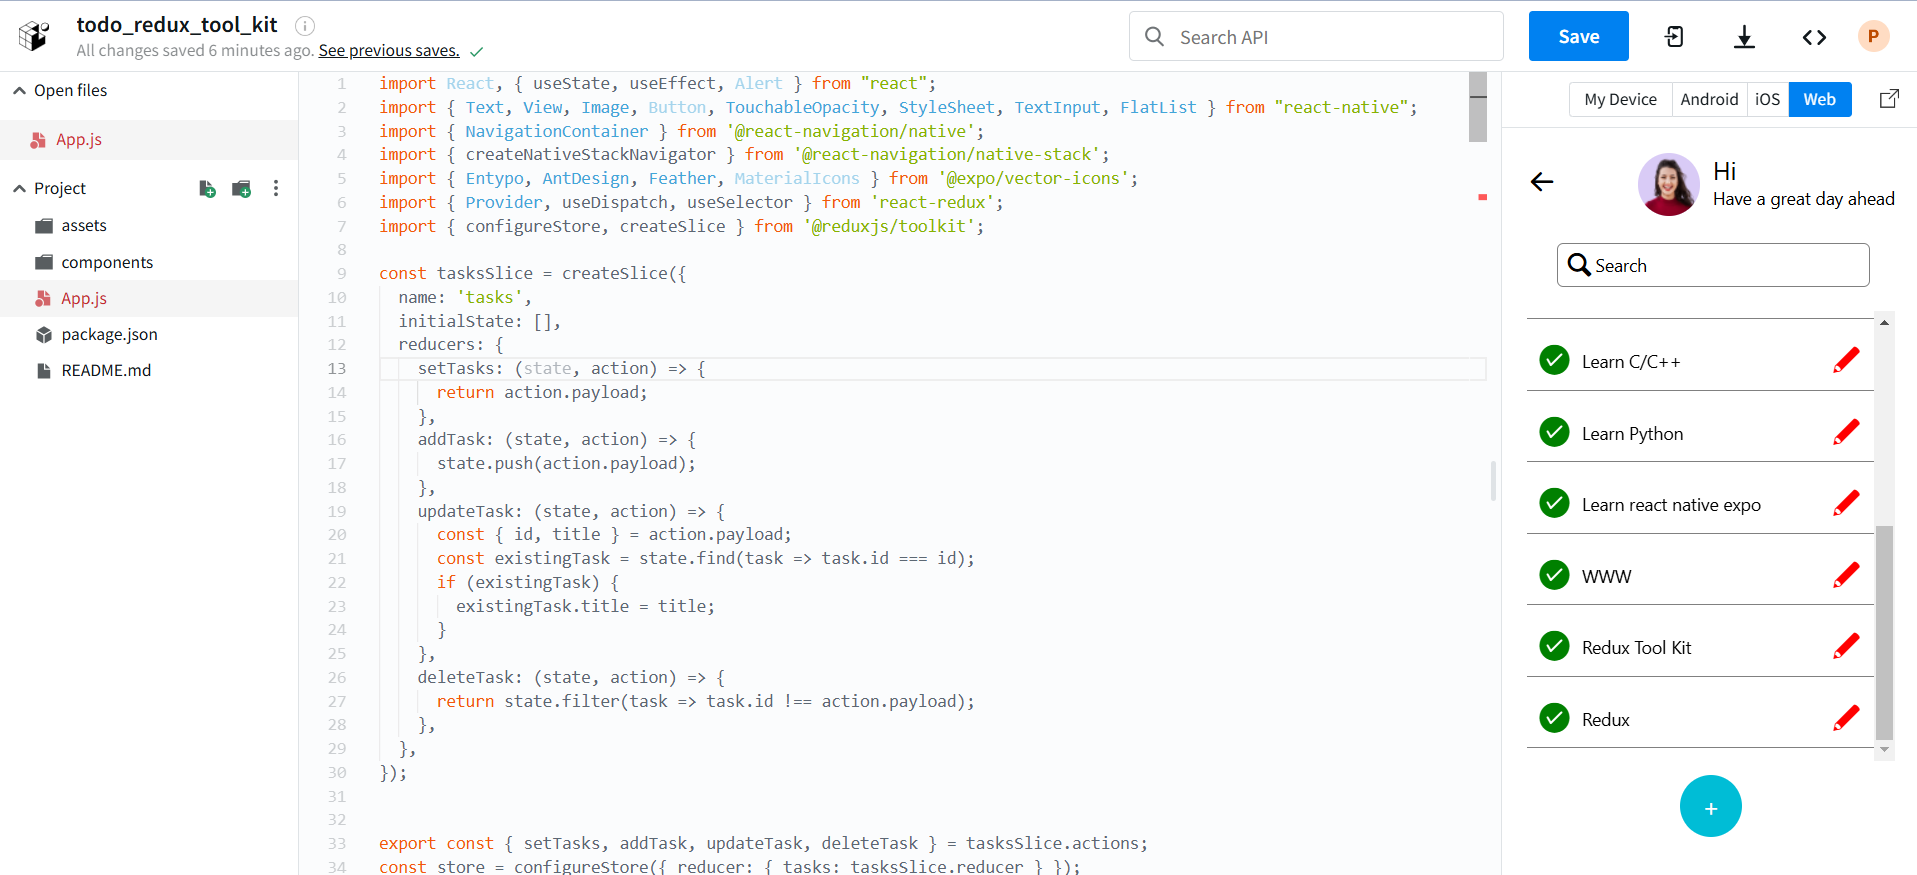 todo_redux_tool_kit
All changes saved 6 minutes ago. See previous saves.
Search API
Save
P
Open files
App.js
Project
assets
components
App.js
package.json
README.md
1 import React, { useState, useEffect, Alert } from "react";
2 import { Text, View, Image, Button, TouchableOpacity, StyleSheet, TextInput, FlatList } from "react-native";
3 import { NavigationContainer } from '@react-navigation/native';
4 import { createNativeStackNavigator } from '@react-navigation/native-stack';
5 import { Entypo, AntDesign, Feather, MaterialIcons } from '@expo/vector-icons';
6 import { Provider, useDispatch, useSelector } from 'react-redux';
7 import { configureStore, createSlice } from '@reduxjs/toolkit';
8
9 const tasksSlice = createSlice({
10 name: 'tasks',
11 initialState: [],
12 reducers: {
13 setTasks: (state, action) => {
14 return action.payload;
15 },
16 addTask: (state, action) => {
17 state.push(action.payload);
18 },
19 updateTask: (state, action) => {
20 const { id, title } = action.payload;
21 const existingTask = state.find(task => task.id === id);
22 if (existingTask) {
23 existingTask.title = title;
24 }
25 },
26 deleteTask: (state, action) => {
27 return state.filter(task => task.id !== action.payload);
28 },
29 },
30 });
31
32
33 export const { setTasks, addTask, updateTask, deleteTask } = tasksSlice.actions;
34 const store = configureStore({ reducer: { tasks: tasksSlice.reducer } });
My Device
Android
iOS
Web
Hi
Have a great day ahead
Search
Learn C/C++
Learn Python
Learn react native expo
WWW
Redux Tool Kit
Redux
+